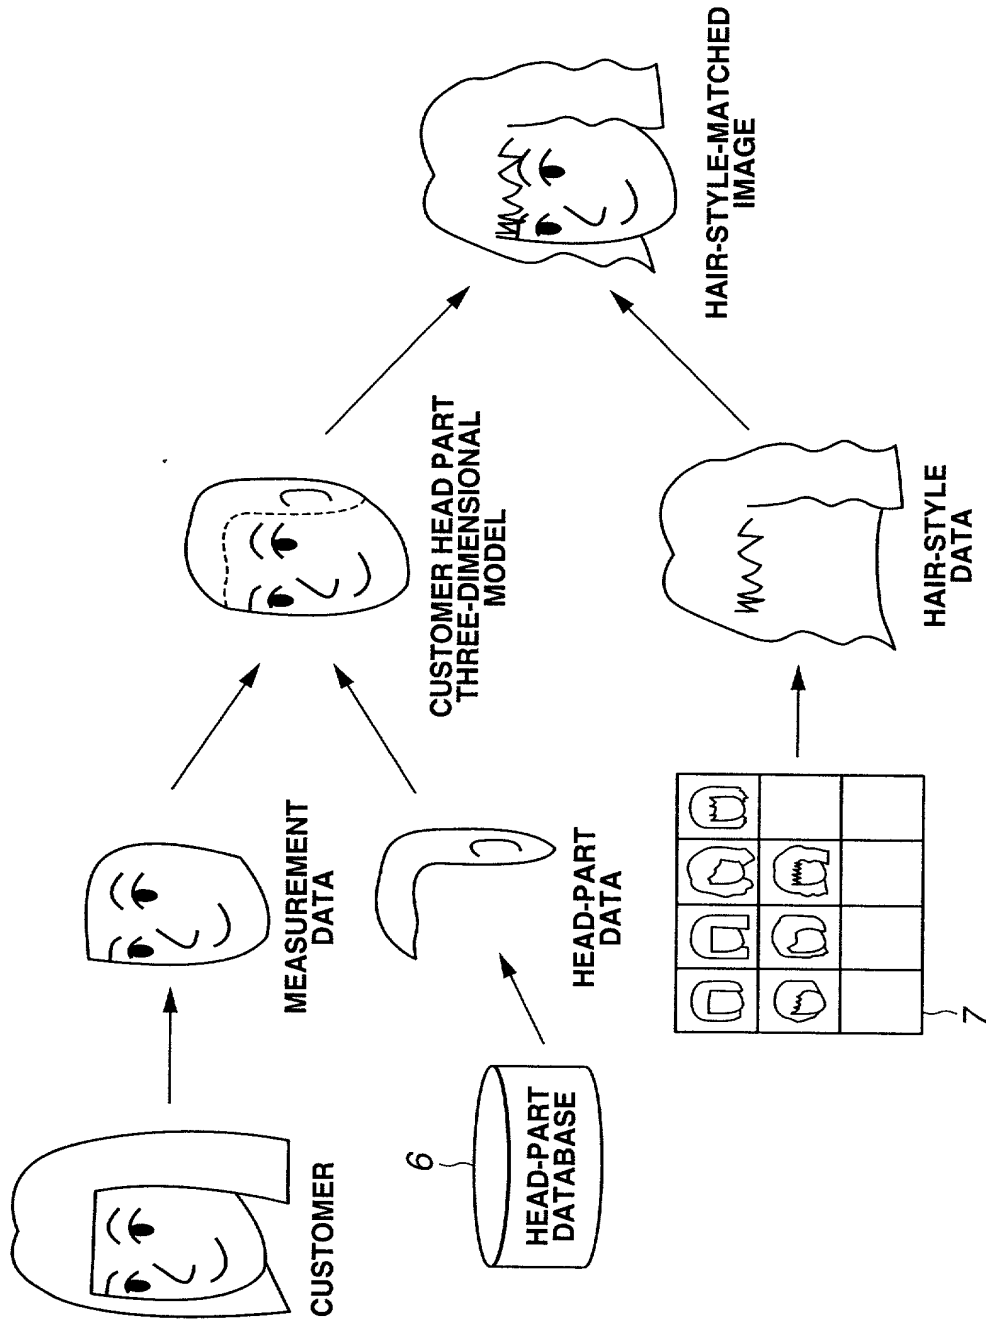 CUSTOMER
MEASUREMENT
DATA
6
HEAD-PART
DATABASE
HEAD-PART
DATA
CUSTOMER HEAD PART
THREE-DIMENSIONAL
MODEL
7
HAIR-STYLE
DATA
HAIR-STYLE-MATCHED
IMAGE